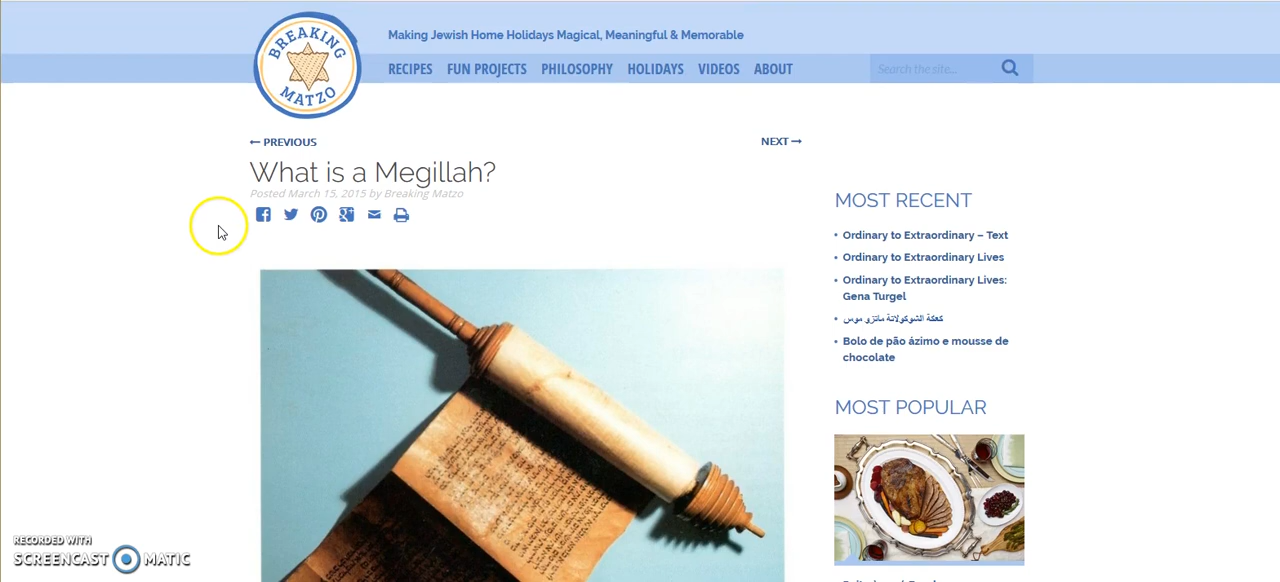 BREAKING
MATZO
Making Jewish Home Holidays Magical, Meaningful & Memorable
RECIPES FUN PROJECTS PHILOSOPHY HOLIDAYS VIDEOS ABOUT
Search the site...
← PREVIOUS
NEXT →
What is a Megillah?
Posted March 15, 2015 by Breaking Matzo
MOST RECENT
Ordinary to Extraordinary – Text
Ordinary to Extraordinary Lives
Ordinary to Extraordinary Lives:
Gena Turgel
كعكة الشوكولاتة ماتزو موس
Bolo de pão ázimo e mousse de
chocolate
MOST POPULAR
RECORDED WITH
SCREENCAST MATIC